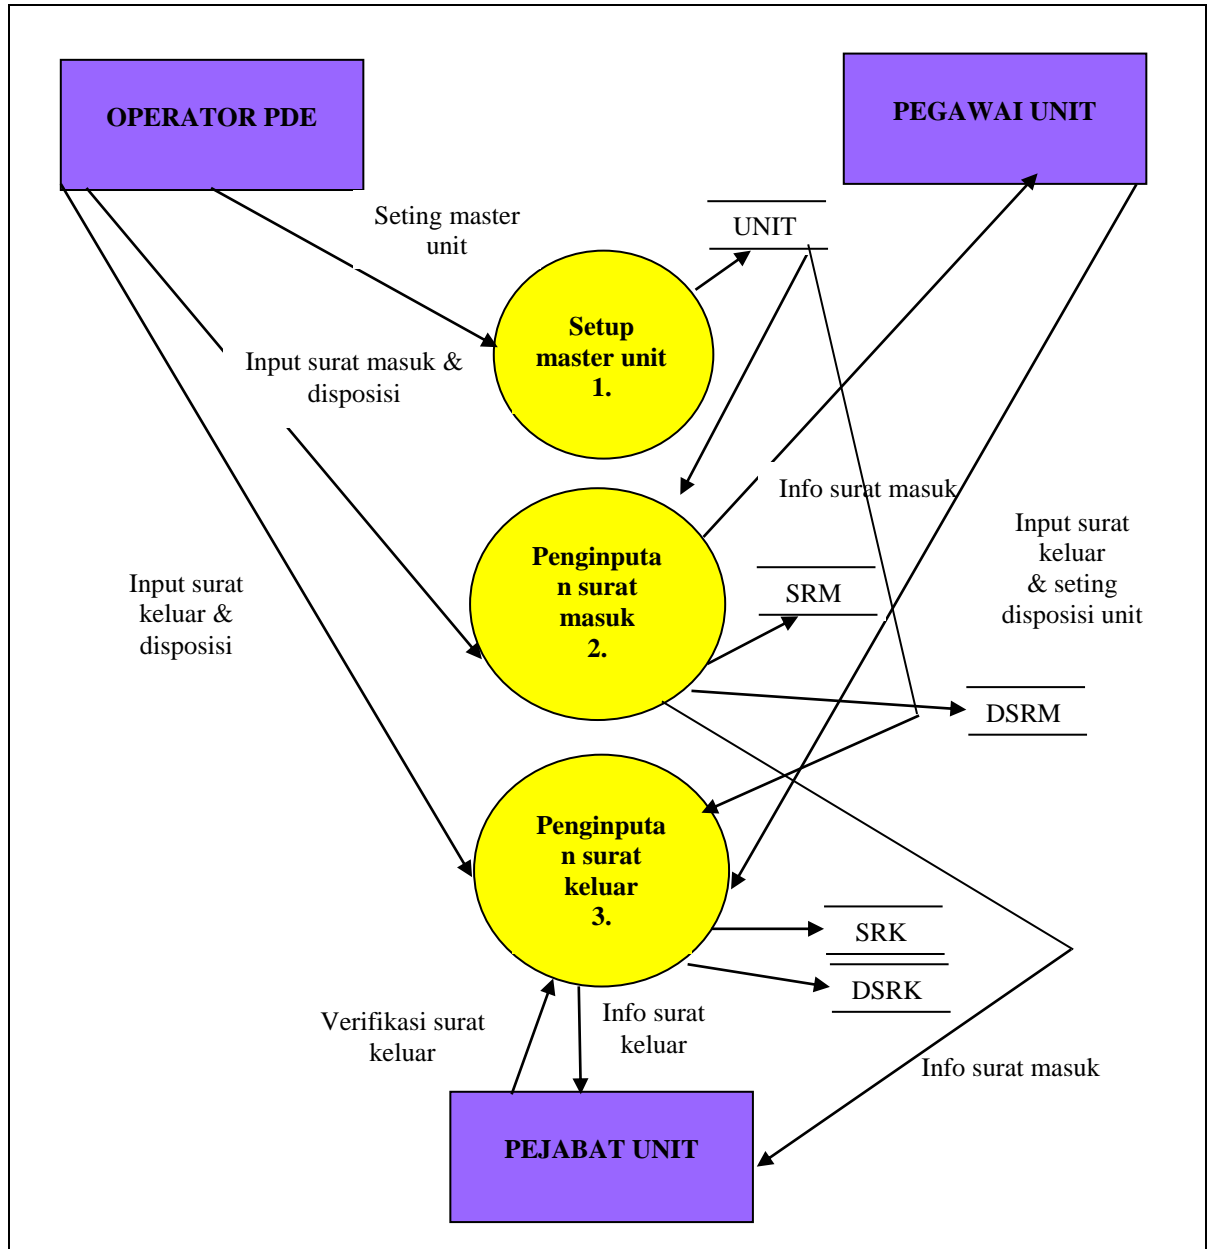 OPERATOR PDE
PEGAWAI UNIT
Seting master
unit
UNIT
Setup
master unit
1.
Input surat masuk &
disposisi
Info surat masuk
Penginputa
n surat
masuk
2.
SRM
Input surat
keluar
& seting
disposisi unit
Input surat
keluar &
disposisi
DSRM
Penginputa
n surat
keluar
3.
SRK
DSRK
Verifikasi surat
keluar
Info surat
keluar
Info surat masuk
PEJABAT UNIT